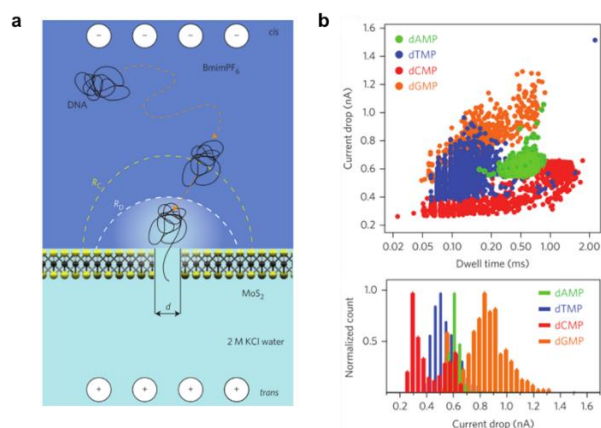 a
cis
BmimPF₆
DNA
R
R_D
MoS₂
d
2 M KCl water
trans
b
1.6
1.4
1.2
1.0
0.8
0.6
0.4
0.2
Current drop (nA)
dAMP
dTMP
dCMP
dGMP
0.02 0.05 0.10 0.20 0.50 1.00 2.00
Dwell time (ms)
1.0
0.5
Normalized count
dAMP
dTMP
dCMP
dGMP
0.2 0.4 0.6 0.8 1.0 1.2 1.4 1.6
Current drop (nA)